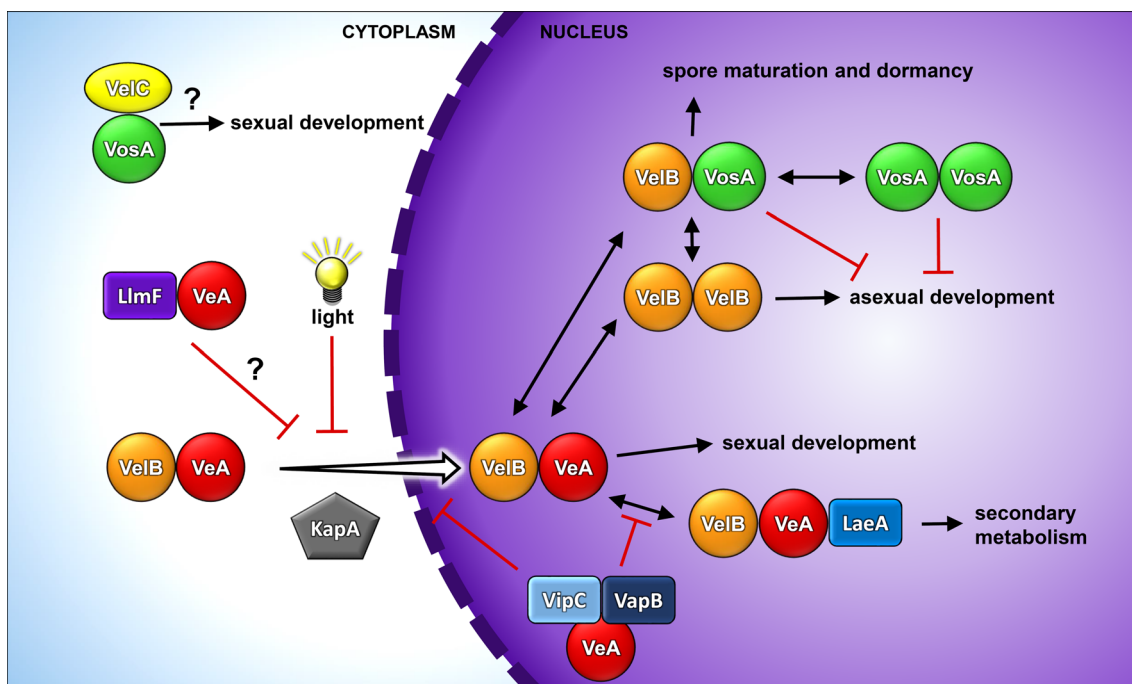 CYTOPLASM
NUCLEUS
VelC
VosA
?
sexual development
spore maturation and dormancy
VelB
VosA
VosA
VosA
LlmF
VeA
light
?
VelB
VelB
asexual development
VelB
VeA
KapA
VelB
VeA
sexual development
VelB
VeA
LaeA
secondary
metabolism
VipC
VapB
VeA